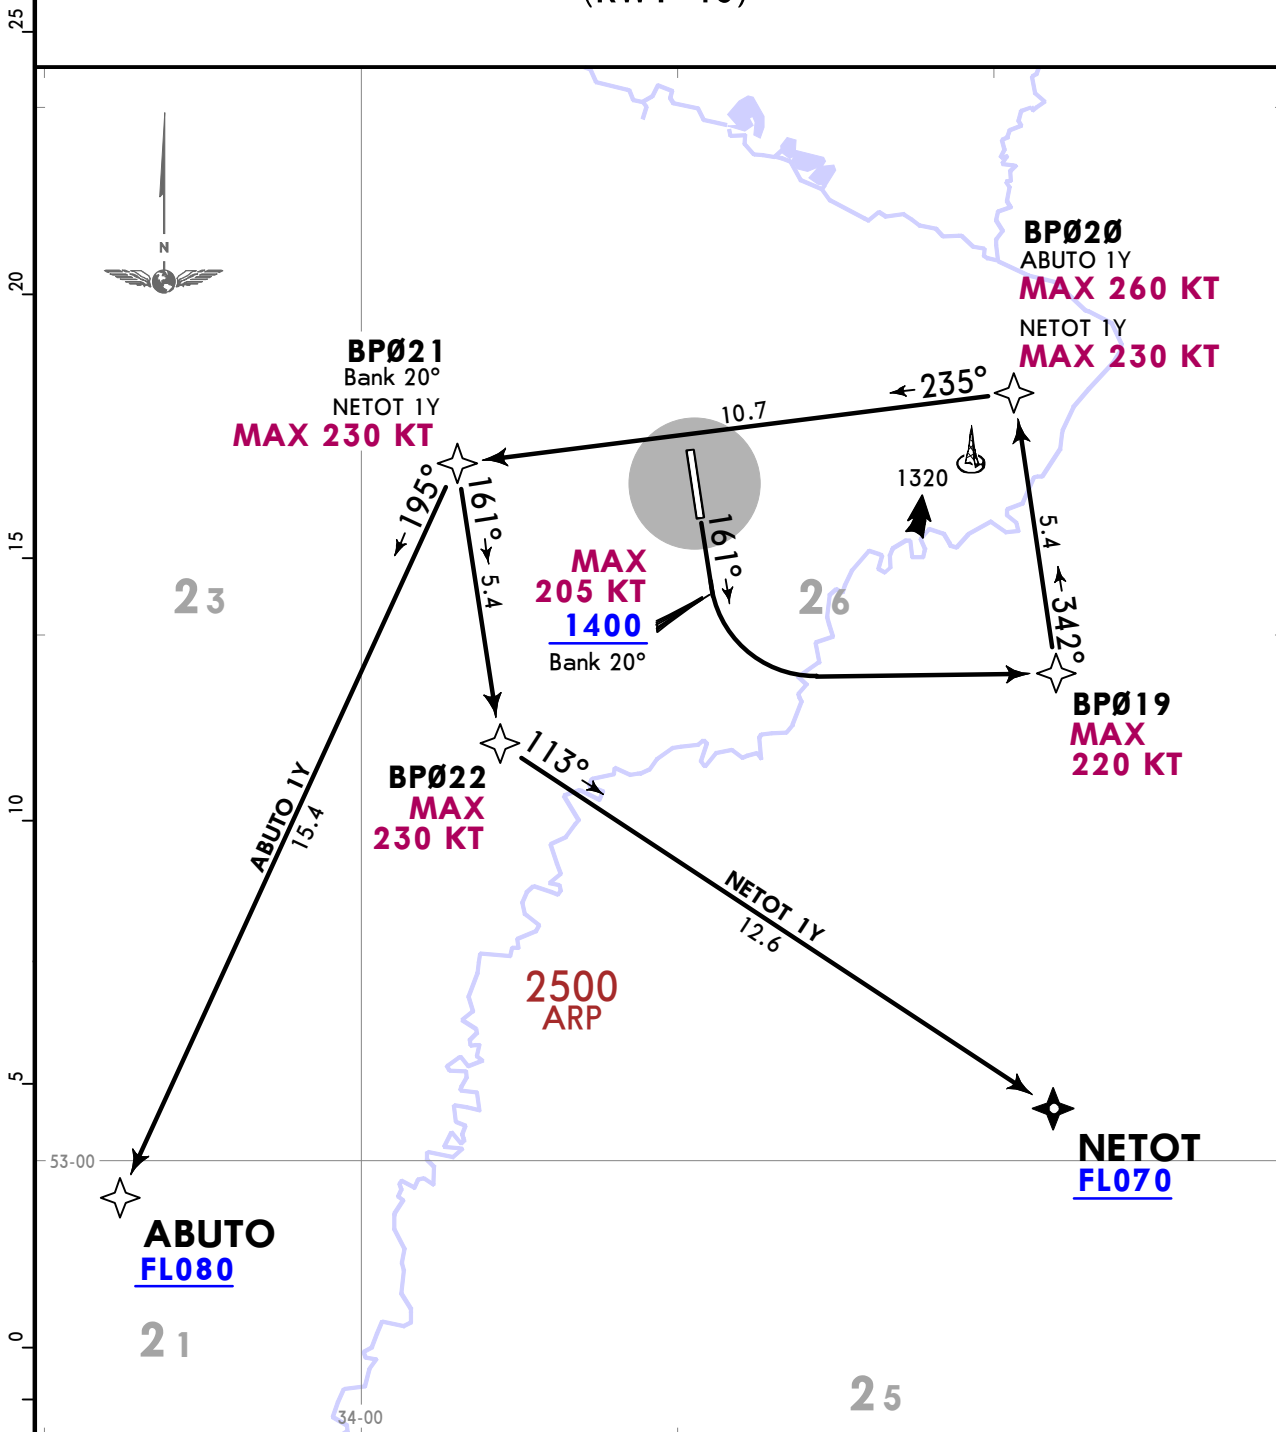 25
20
15
10
5
0
N
BPØ2Ø
ABUTO 1Y
MAX 260 KT
NETOT 1Y
MAX 230 KT
BPØ21
Bank 20°
NETOT 1Y
MAX 230 KT
235°
10.7
195°
161°
5.4
161°
1320
5.4
342°
MAX
205 KT
1400
Bank 20°
23
26
BPØ19
MAX
220 KT
BPØ22
MAX
230 KT
113°
ABUTO 1Y
15.4
NETOT 1Y
12.6
2500
ARP
53-00
NETOT
FL070
ABUTO
FL080
21
25
34-00